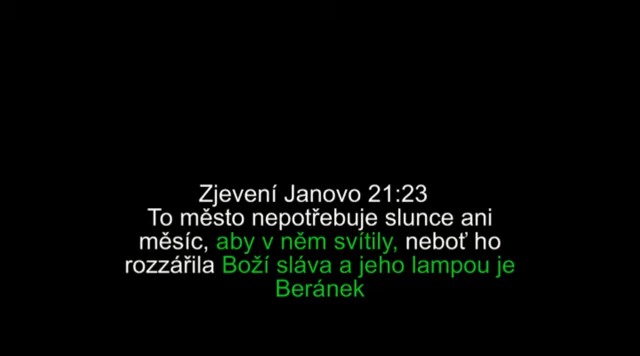 Zjevení Janovo 21:23
To město nepotřebuje slunce ani
měsíc, aby v něm svítily, neboť ho
rozzářila Boží sláva a jeho lampou je
Beránek